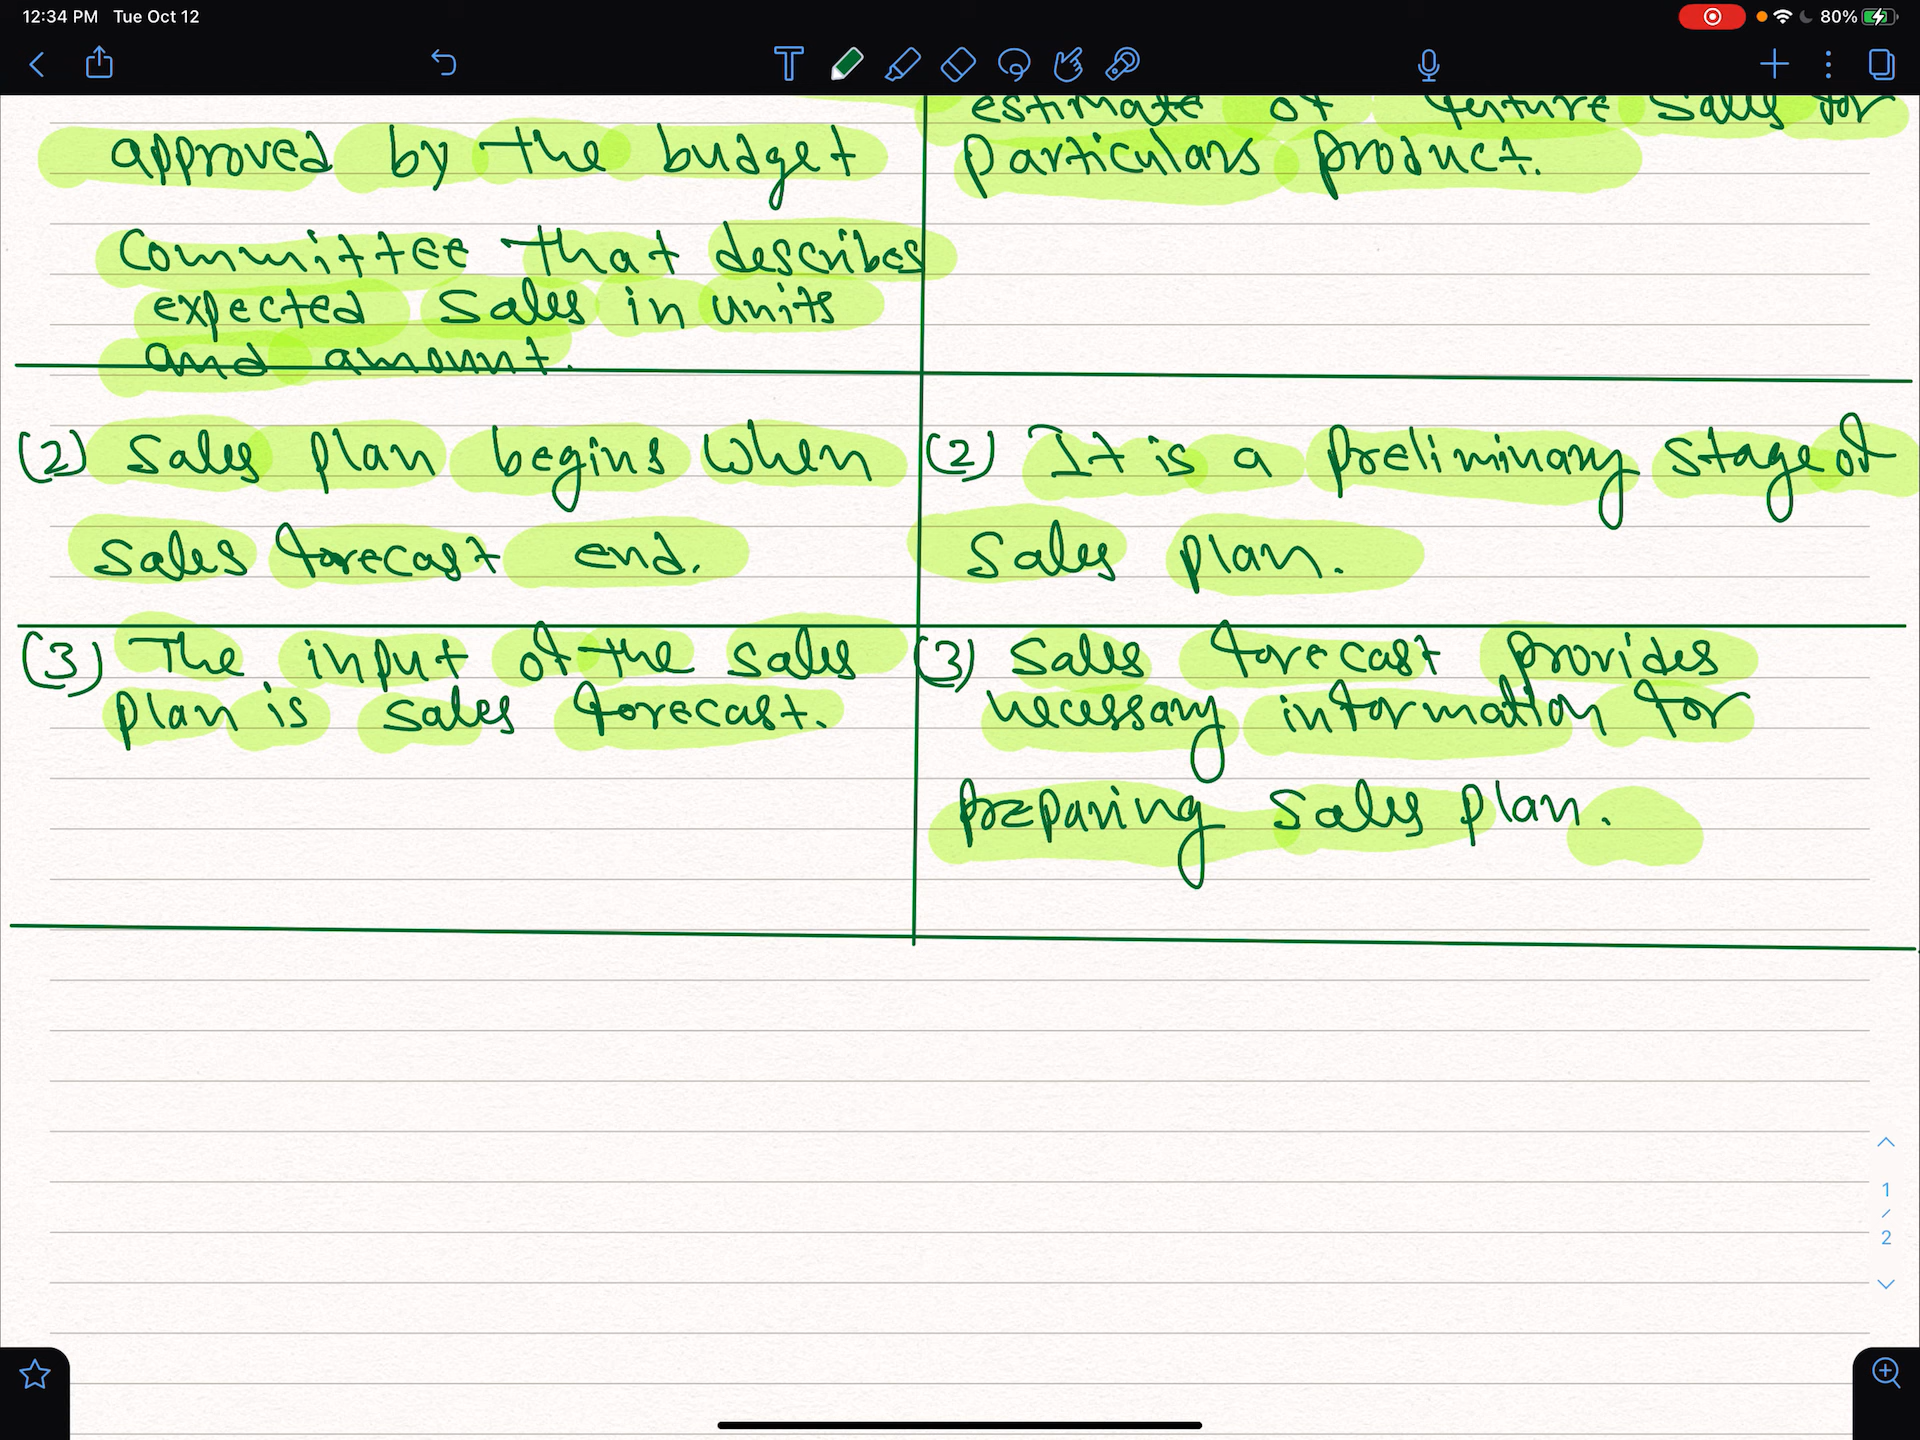 12:34 PM Tue Oct 12
80%
estimate of future sales for
approved by the budget
particulars product.
Committee that describes
expected sales in units
and amount.
(2) Sales plan begins when
sales forecast end.
(2) It is a preliminary stage of
Sales plan.
(3) The input of the sales
plan is sales forecast.
(3) Sales forecast provides
necessary information for
preparing sales plan.
1
/
2